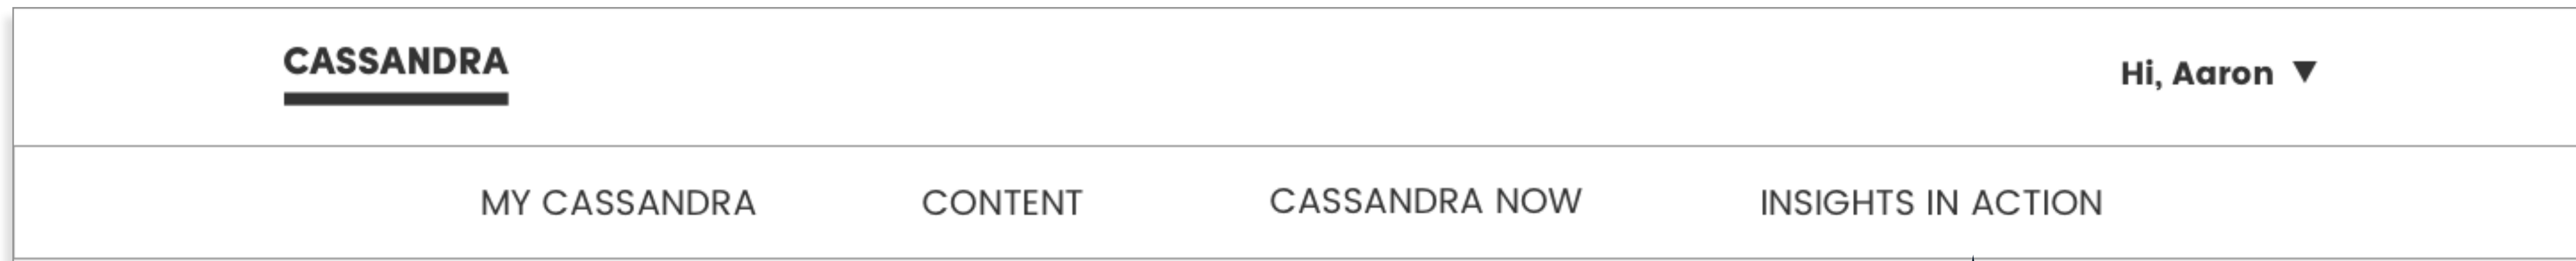 CASSANDRA
Hi, Aaron ▼
MY CASSANDRA
CONTENT
CASSANDRA NOW
INSIGHTS IN ACTION